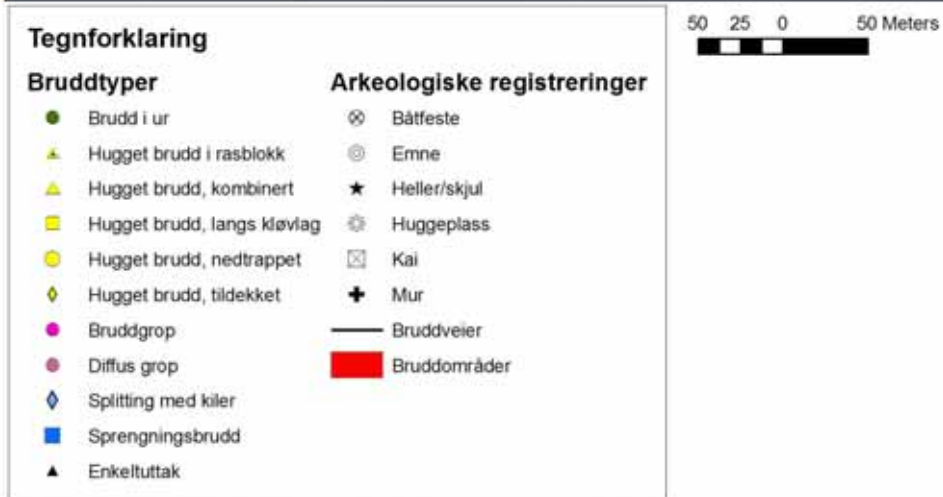 Tegnforklaring
Bruddtyper
Brudd i ur
Hugget brudd i rasblokk
Hugget brudd, kombinert
Hugget brudd, langs kløvlag
Hugget brudd, nedtrappet
Hugget brudd, tildekket
Bruddgrop
Diffus grop
Splitting med kiler
Sprengningsbrudd
Enkeltuttak
Arkeologiske registreringer
Båtfeste
Emne
Heller/skjul
Huggeplass
Kai
Mur
Bruddveier
Bruddområder
50 25 0 50 Meters